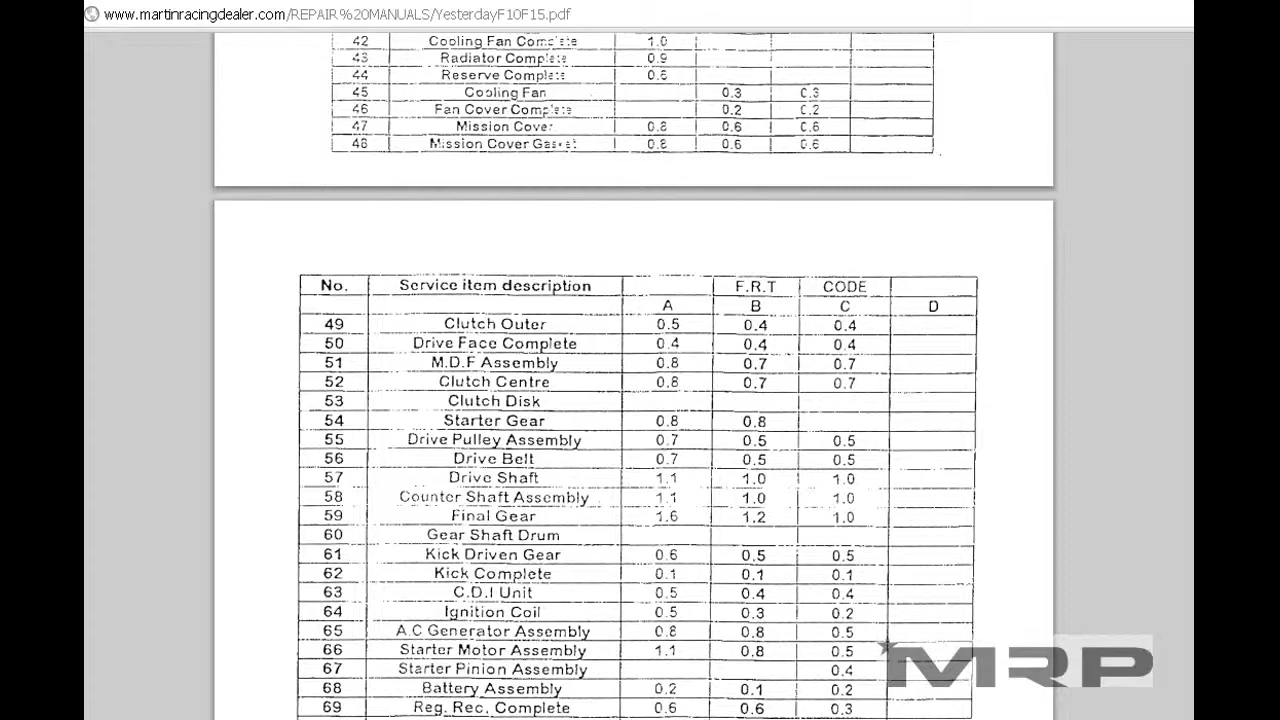 www.martinracingdealer.com/REPAIR%20MANUALS/YesterdayF10F15.pdf
42 Cooling Fan Complete 1.0
43 Radiator Complete 0.9
44 Reserve Complete 0.6
45 Cooling Fan 0.3 0.3
46 Fan Cover Complete 0.2 0.2
47 Mission Cover 0.8 0.6 0.6
48 Mission Cover Gasket 0.8 0.6 0.6
No. Service item description F.R.T CODE
A B C D
49 Clutch Outer 0.5 0.4 0.4
50 Drive Face Complete 0.4 0.4 0.4
51 M.D.F Assembly 0.8 0.7 0.7
52 Clutch Centre 0.8 0.7 0.7
53 Clutch Disk
54 Starter Gear 0.8 0.8
55 Drive Pulley Assembly 0.7 0.5 0.5
56 Drive Belt 0.7 0.5 0.5
57 Drive Shaft 1.1 1.0 1.0
58 Counter Shaft Assembly 1.1 1.0 1.0
59 Final Gear 1.6 1.2 1.0
60 Gear Shaft Drum
61 Kick Driven Gear 0.6 0.5 0.5
62 Kick Complete 0.1 0.1 0.1
63 C.D.I Unit 0.5 0.4 0.4
64 Ignition Coil 0.5 0.3 0.2
65 A.C Generator Assembly 0.8 0.8 0.5
66 Starter Motor Assembly 1.1 0.8 0.5
67 Starter Pinion Assembly 0.4
68 Battery Assembly 0.2 0.1 0.2
69 Reg. Rec. Complete 0.6 0.6 0.3
MRP